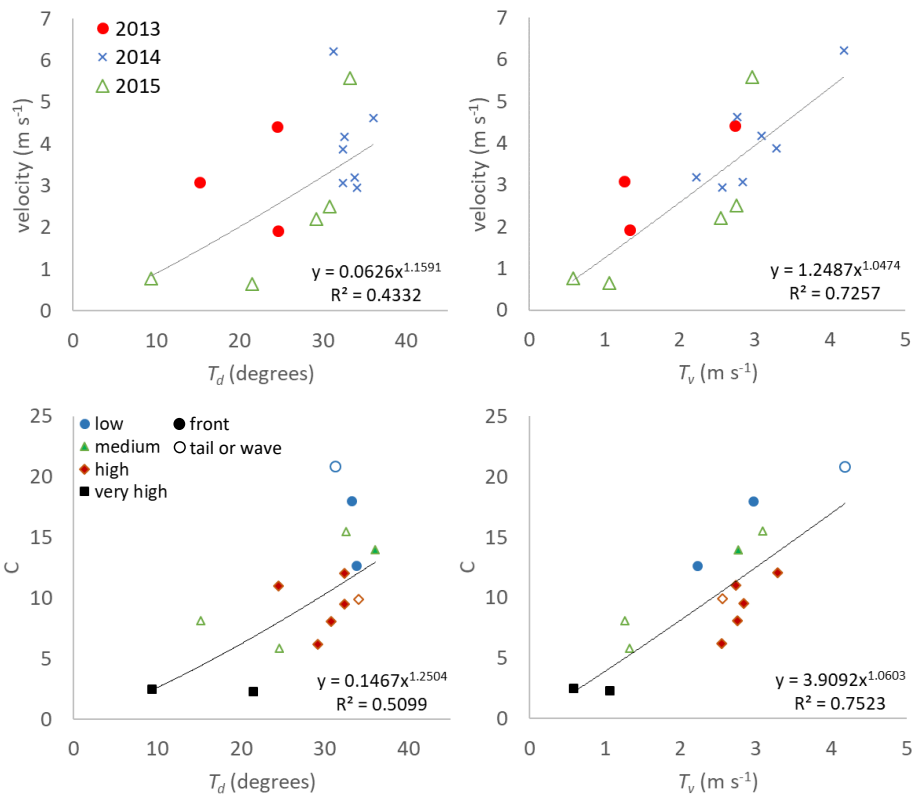 7
6
5
4
3
2
1
0
velocity (m s⁻¹)
2013
2014
2015
y = 0.0626x^1.1591
R² = 0.4332
0 10 20 30 40
T_d (degrees)
7
6
5
4
3
2
1
0
velocity (m s⁻¹)
y = 1.2487x^1.0474
R² = 0.7257
0 1 2 3 4 5
T_v (m s⁻¹)
25
20
15
10
5
0
C
low front
medium tail or wave
high
very high
y = 0.1467x^1.2504
R² = 0.5099
0 10 20 30 40
T_d (degrees)
25
20
15
10
5
0
C
y = 3.9092x^1.0603
R² = 0.7523
0 1 2 3 4 5
T_v (m s⁻¹)